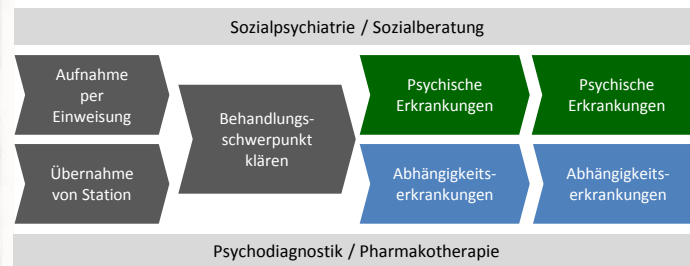 Sozialpsychiatrie / Sozialberatung
Aufnahme
per
Einweisung
Übernahme
von Station
Behandlungs-
schwerpunkt
klären
Psychische
Erkrankungen
Psychische
Erkrankungen
Abhängigkeits-
erkrankungen
Abhängigkeits-
erkrankungen
Psychodiagnostik / Pharmakotherapie